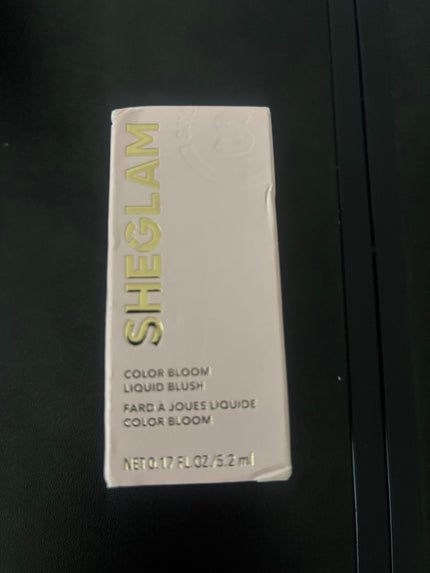 SHEGLAM
COLOR BLOOM
LIQUID BLUSH
FARD À JOUES LIQUIDE
COLOR BLOOM
NET 0.17 FL.OZ./5.2 ml